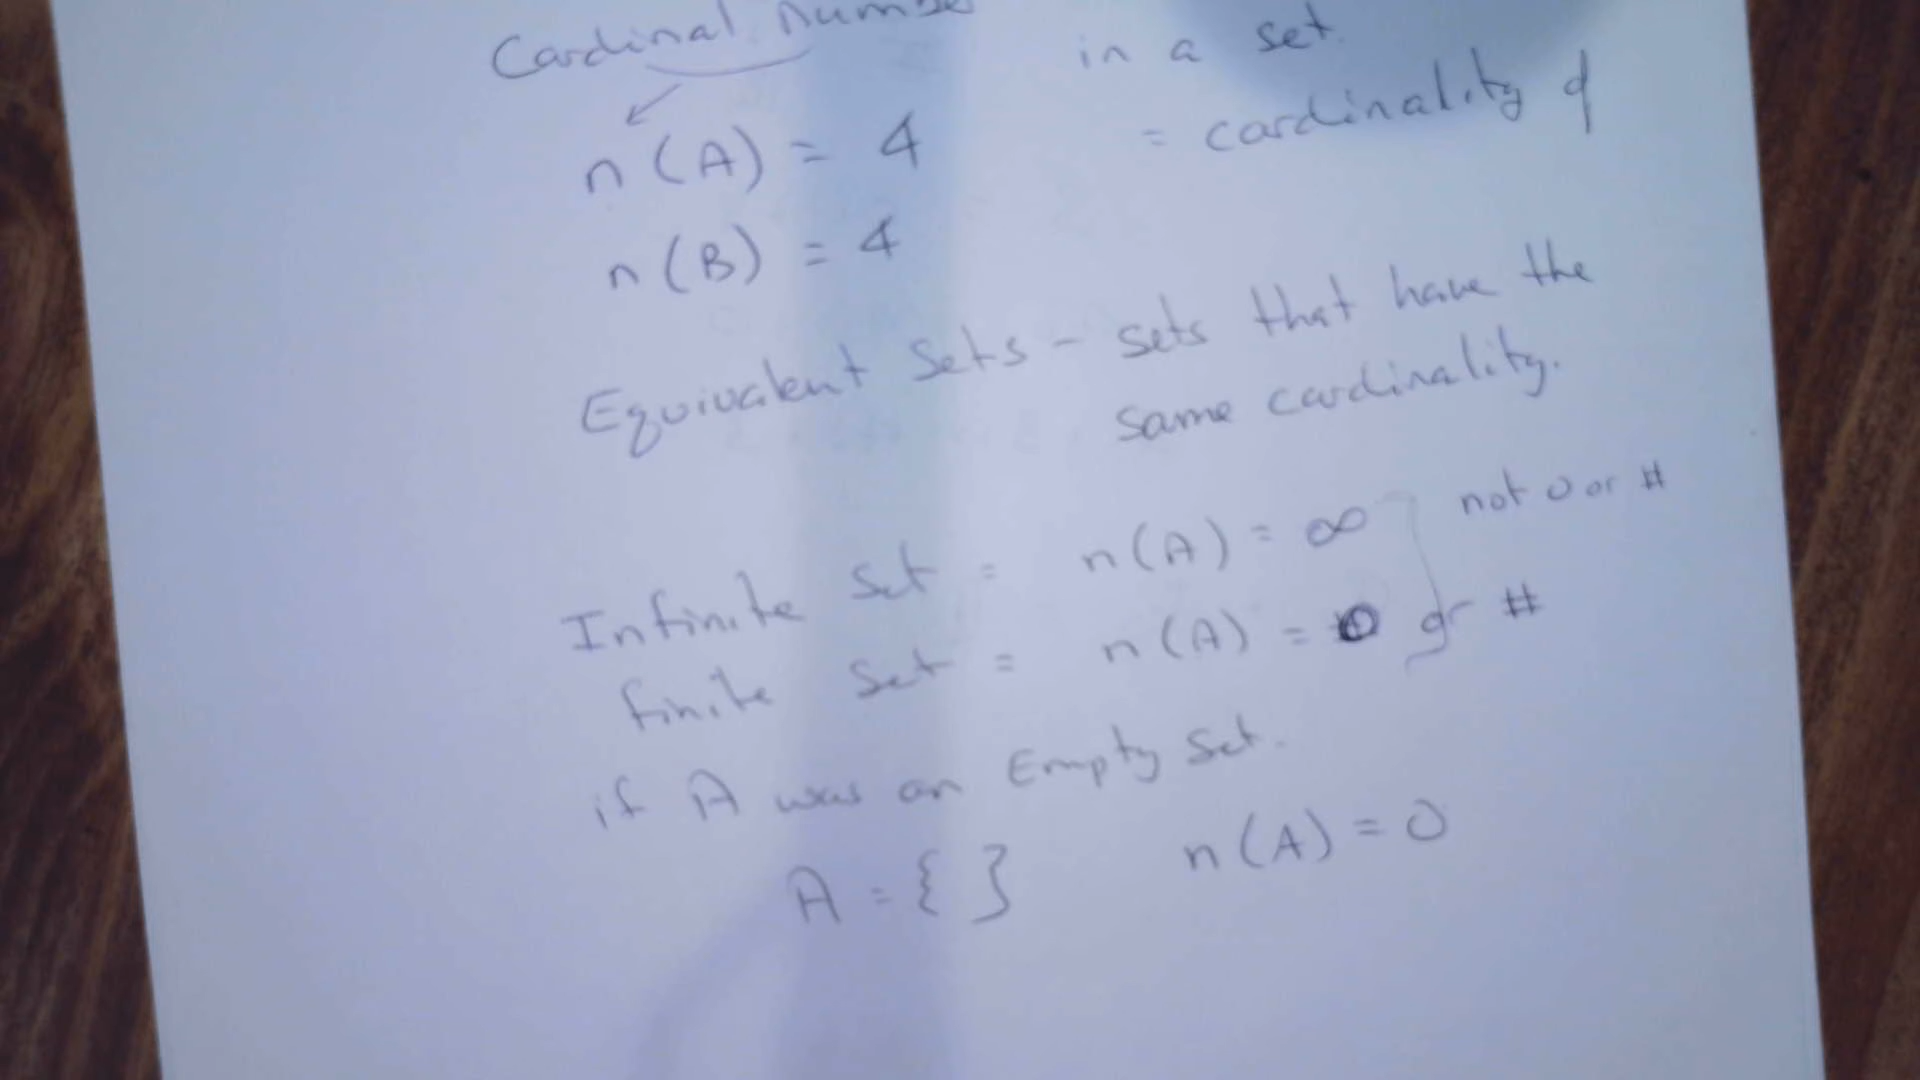 Cardinal Number in a set.
= cardinality of
n(A) = 4
n(B) = 4
Equivalent Sets - sets that have the
same cardinality.
Infinite Set = n(A) = ∞ not 0 or #
finite Set = n(A) = 0 or #
if A was an Empty Set.
A = { } n(A) = 0